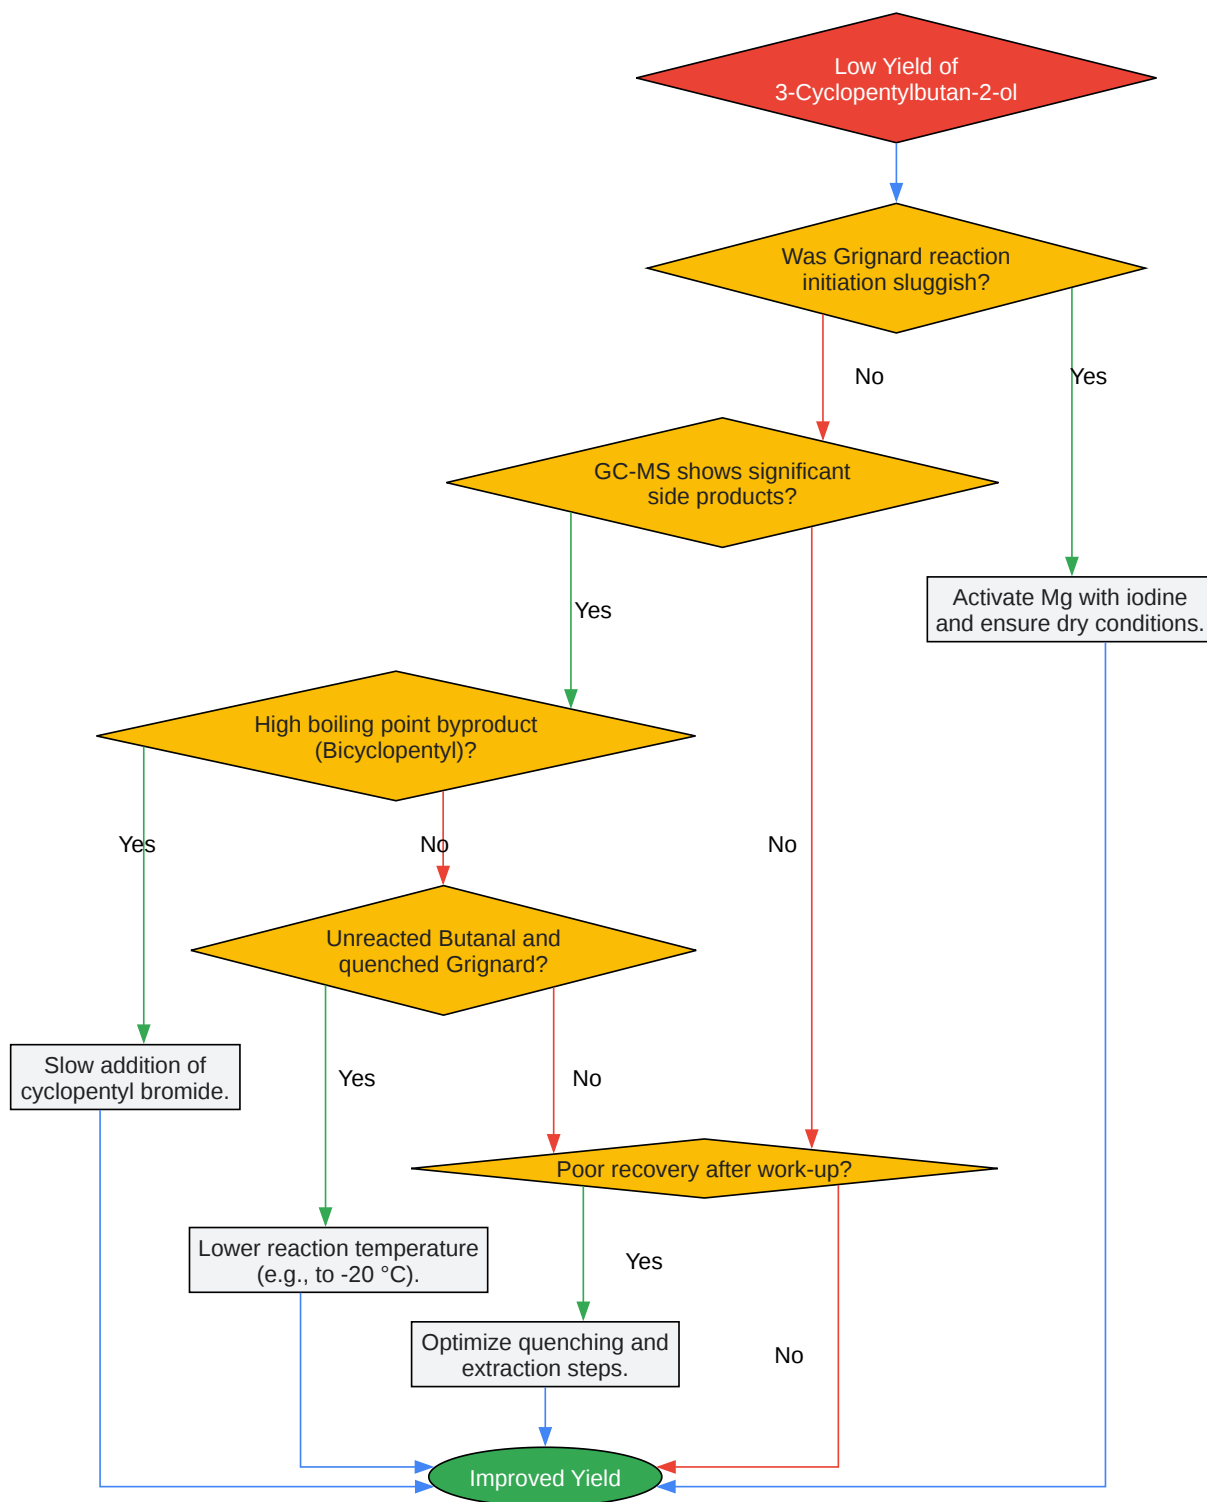 Low Yield of
3-Cyclopentylbutan-2-ol
Was Grignard reaction
initiation sluggish?
No
Yes
GC-MS shows significant
side products?
Activate Mg with iodine
and ensure dry conditions.
Yes
High boiling point byproduct
(Bicyclopentyl)?
Yes
No
No
Unreacted Butanal and
quenched Grignard?
Slow addition of
cyclopentyl bromide.
Yes
No
Poor recovery after work-up?
Lower reaction temperature
(e.g., to -20 °C).
Yes
Optimize quenching and
extraction steps.
No
Improved Yield